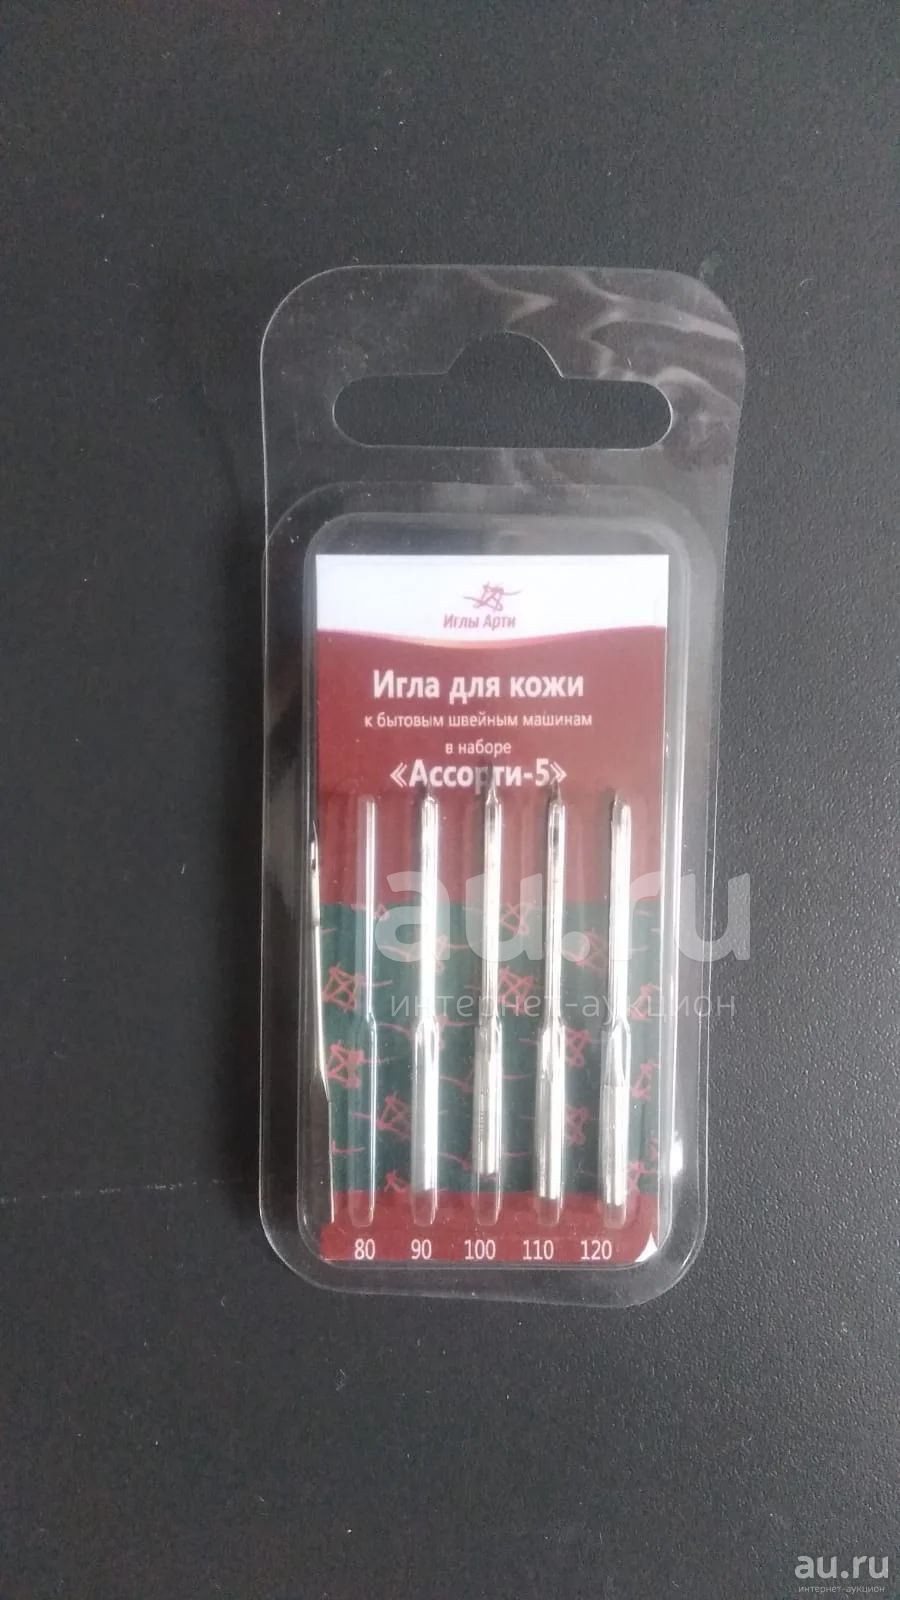 Иглы Арти
Игла для кожи
к бытовым швейным машинам
в наборе
«Ассорти-5»
au.ru
интернет-аукцион
80 90 100 110 120
au.ru
интернет-аукцион